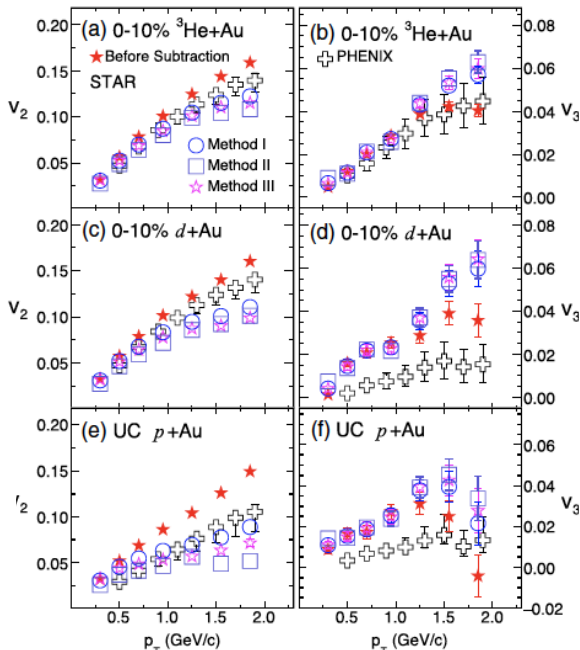 (a) 0-10% ³He+Au
Before Subtraction
STAR
Method I
Method II
Method III
V₂
0.20
0.15
0.10
0.05
(b) 0-10% ³He+Au
PHENIX
V₃
0.08
0.06
0.04
0.02
0.00
(c) 0-10% d+Au
V₂
0.20
0.15
0.10
0.05
(d) 0-10% d+Au
V₃
0.08
0.06
0.04
0.02
0.00
(e) UC p+Au
V₂
0.20
0.15
0.10
0.05
0.5 1.0 1.5 2.0
p_T (GeV/c)
(f) UC p+Au
V₃
0.06
0.04
0.02
0.00
-0.02
0.5 1.0 1.5 2.0
p_T (GeV/c)